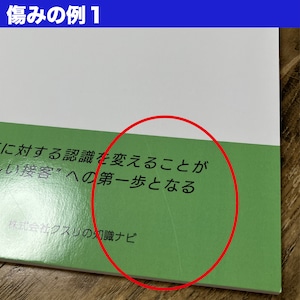 傷みの例1
に対する認識を変えることが
しい接客”への第一歩となる
株式会社クスリの知識ナビ